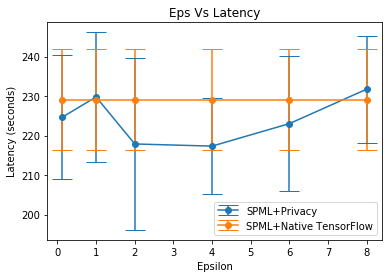 Eps Vs Latency
Latency (seconds)
240
230
220
210
200
0 1 2 3 4 5 6 7 8
Epsilon
SPML+Privacy
SPML+Native TensorFlow